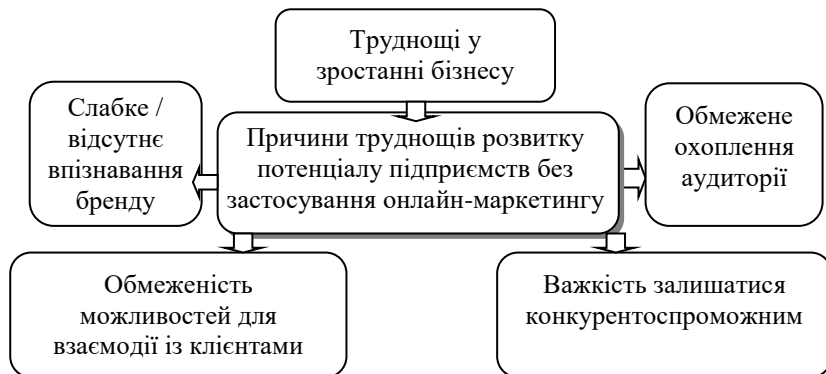 Труднощі у
зростанні бізнесу
Слабке /
відсутнє
впізнавання
бренду
Причини труднощів розвитку
потенціалу підприємств без
застосування онлайн-маркетингу
Обмежене
охоплення
аудиторії
Обмеженість
можливостей для
взаємодії із клієнтами
Важкість залишатися
конкурентоспроможним